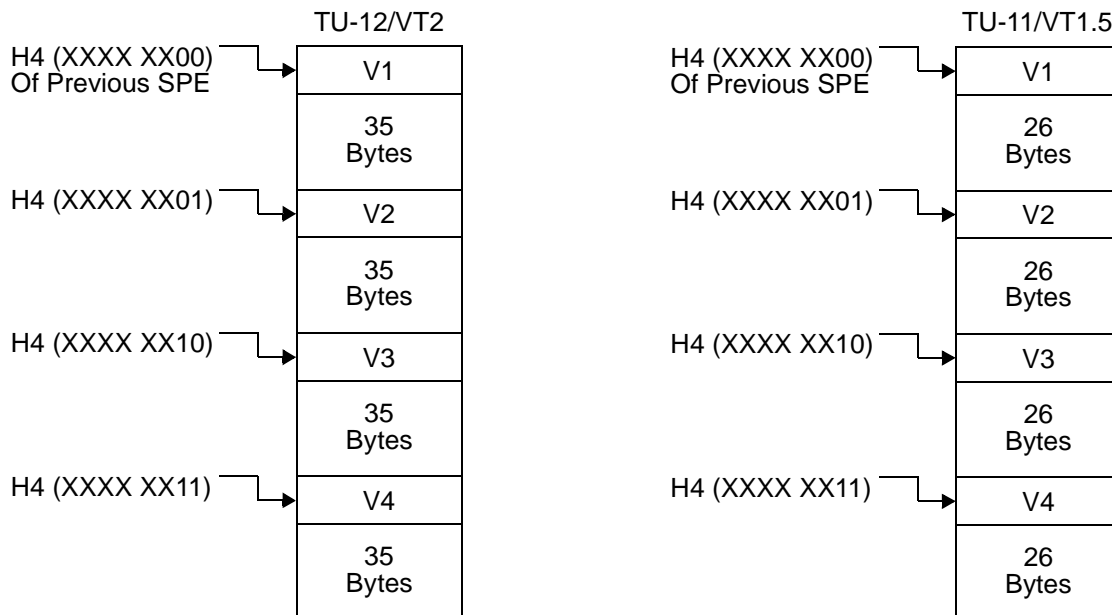 TU-12/VT2
H4 (XXXX XX00)
Of Previous SPE
V1
35
Bytes
H4 (XXXX XX01)
V2
35
Bytes
H4 (XXXX XX10)
V3
35
Bytes
H4 (XXXX XX11)
V4
35
Bytes
TU-11/VT1.5
H4 (XXXX XX00)
Of Previous SPE
V1
26
Bytes
H4 (XXXX XX01)
V2
26
Bytes
H4 (XXXX XX10)
V3
26
Bytes
H4 (XXXX XX11)
V4
26
Bytes